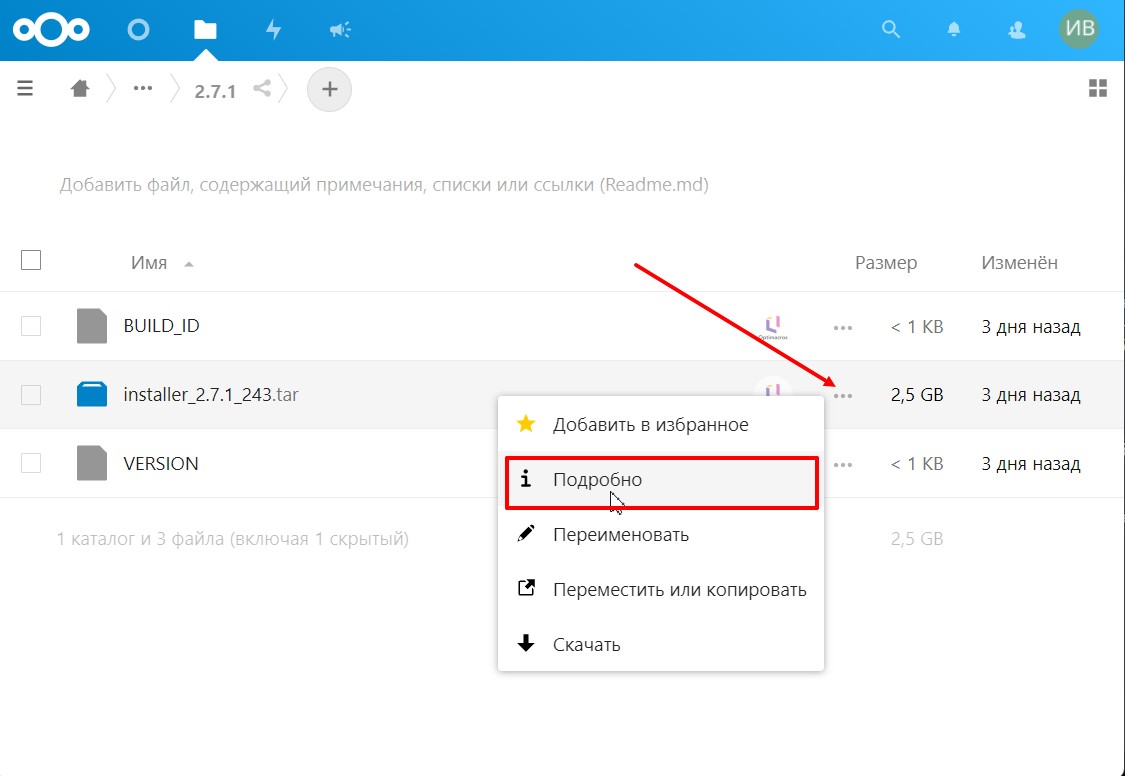 ИВ
2.7.1
Добавить файл, содержащий примечания, списки или ссылки (Readme.md)
Имя Размер Изменён
BUILD_ID Optimacros < 1 KB 3 дня назад
installer_2.7.1_243.tar 2,5 GB 3 дня назад
Добавить в избранное
VERSION < 1 KB 3 дня назад
Подробно
Переименовать
1 каталог и 3 файла (включая 1 скрытый) 2,5 GB
Переместить или копировать
Скачать